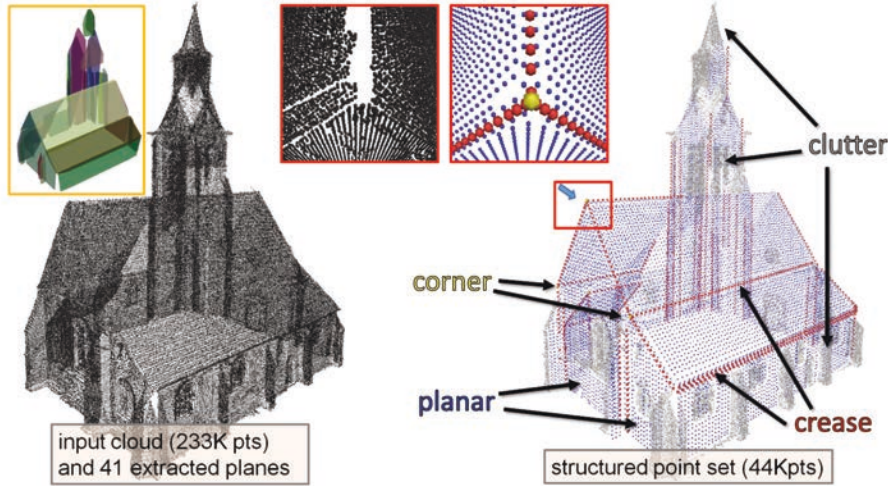 clutter
corner
planar
crease
input cloud (233K pts)
and 41 extracted planes
structured point set (44Kpts)